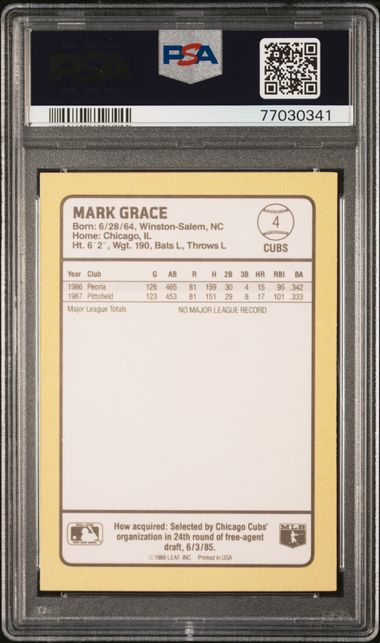 PSA
PSA
77030341
MARK GRACE
Born: 6/28/64, Winston-Salem, NC
Home: Chicago, IL
Ht. 6'2", Wgt. 190, Bats L, Throws L
4
CUBS
Year Club G AB R H 2B 3B HR RBI BA
1986 Peoria 126 465 81 159 30 4 15 95 .342
1987 Pittsfield 123 453 81 151 29 8 17 101 .333
Major League Totals NO MAJOR LEAGUE RECORD
How acquired: Selected by Chicago Cubs'
organization in 24th round of free-agent
draft, 6/3/85.
© 1988 LEAF, INC. Printed in USA
MLB